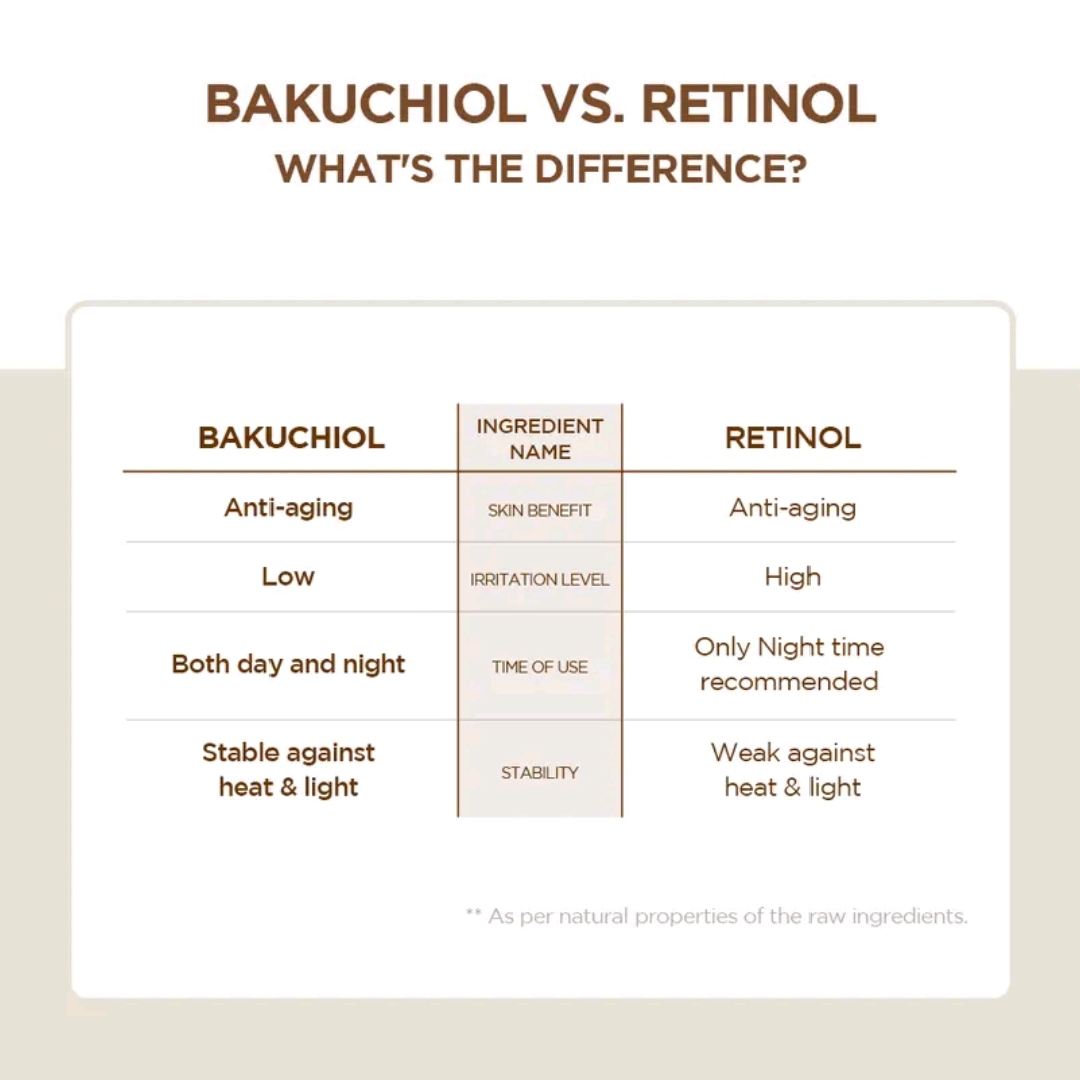 BAKUCHIOL VS. RETINOL
WHAT'S THE DIFFERENCE?
BAKUCHIOL
INGREDIENT
NAME
RETINOL
Anti-aging
SKIN BENEFIT
Anti-aging
Low
IRRITATION LEVEL
High
Both day and night
TIME OF USE
Only Night time
recommended
Stable against
heat & light
STABILITY
Weak against
heat & light
** As per natural properties of the raw ingredients.